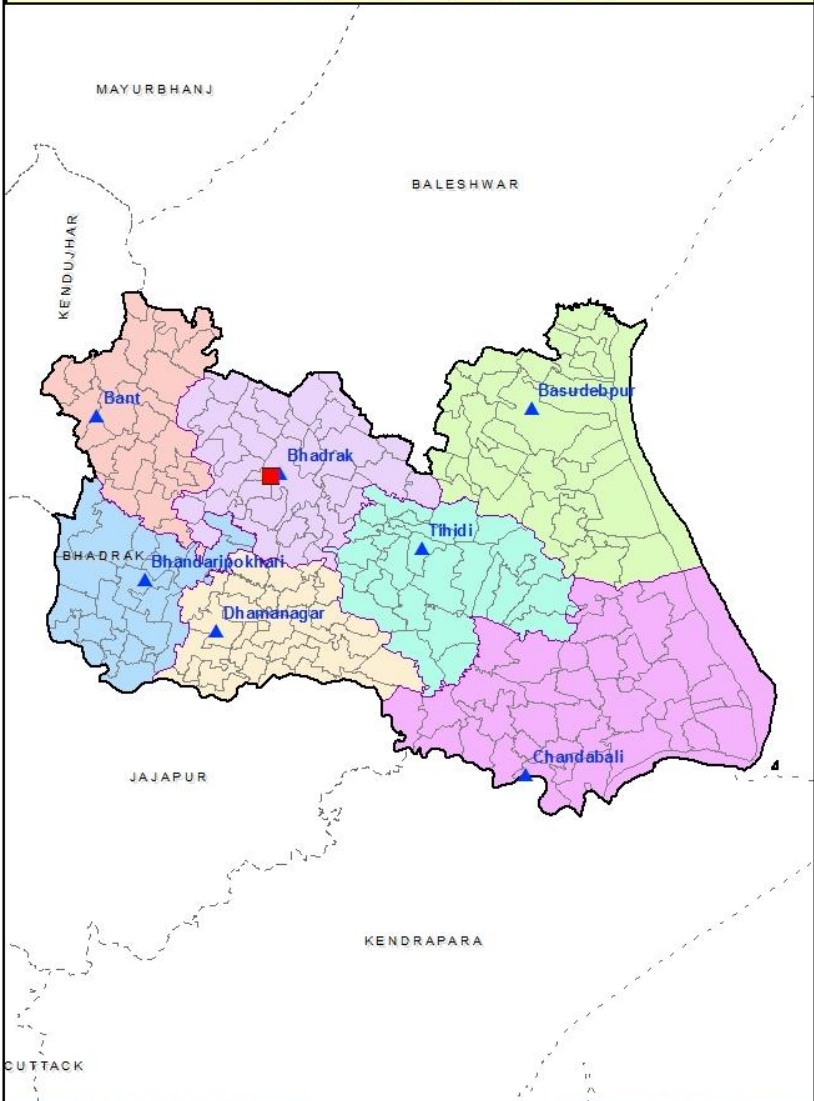 MAYURBHANJ
BALESHWAR
KENDUJHAR
Bant
Basudebpur
Bhadrak
Tihidi
BHADRAK
Bhandaripokhari
Dhamanagar
Chandabali
JAJAPUR
KENDRAPARA
CUTTACK